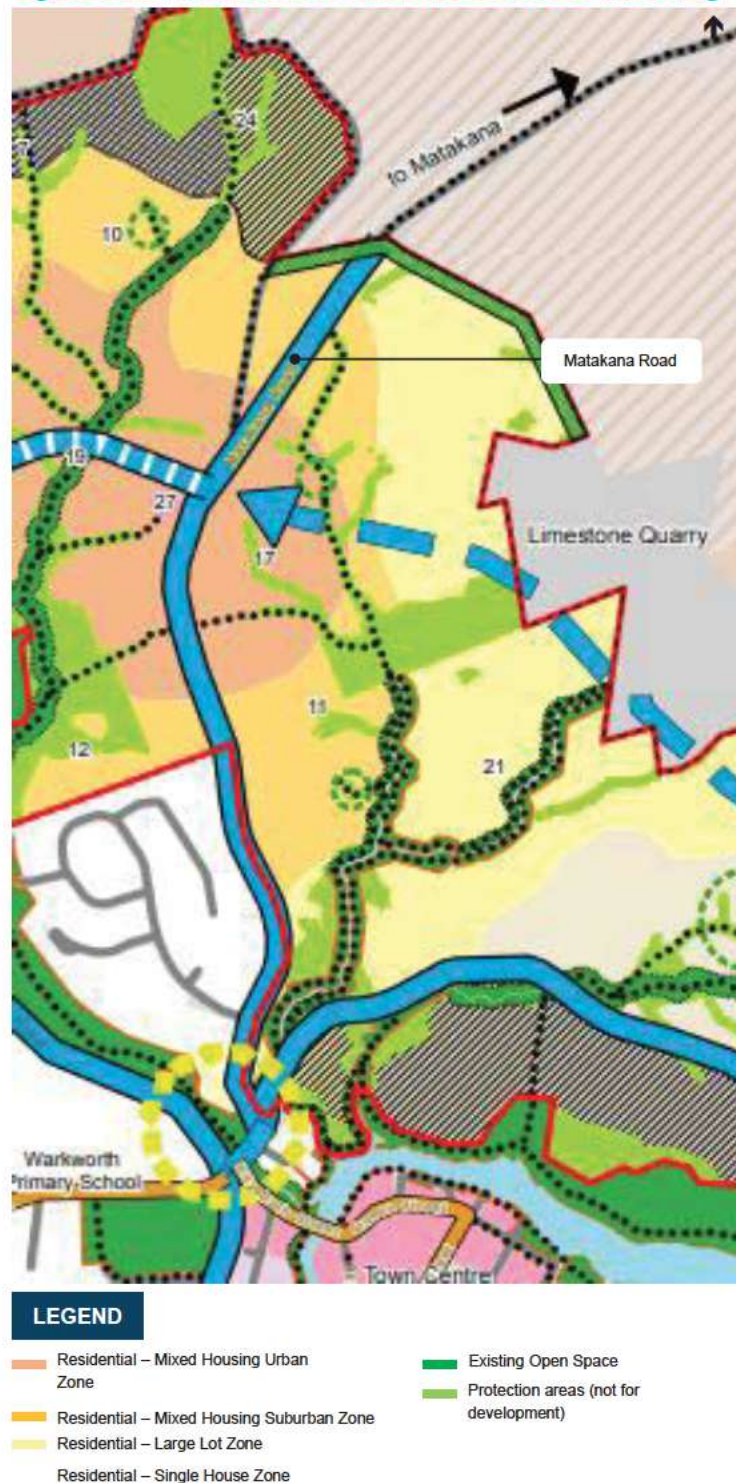 24
to Matakana
10
Matakana Road
19
27
Limestone Quarry
17
11
12
21
Warkworth
Primary School
Town Centre
LEGEND
Residential – Mixed Housing Urban
Zone
Residential – Mixed Housing Suburban Zone
Residential – Large Lot Zone
Residential – Single House Zone
Existing Open Space
Protection areas (not for
development)